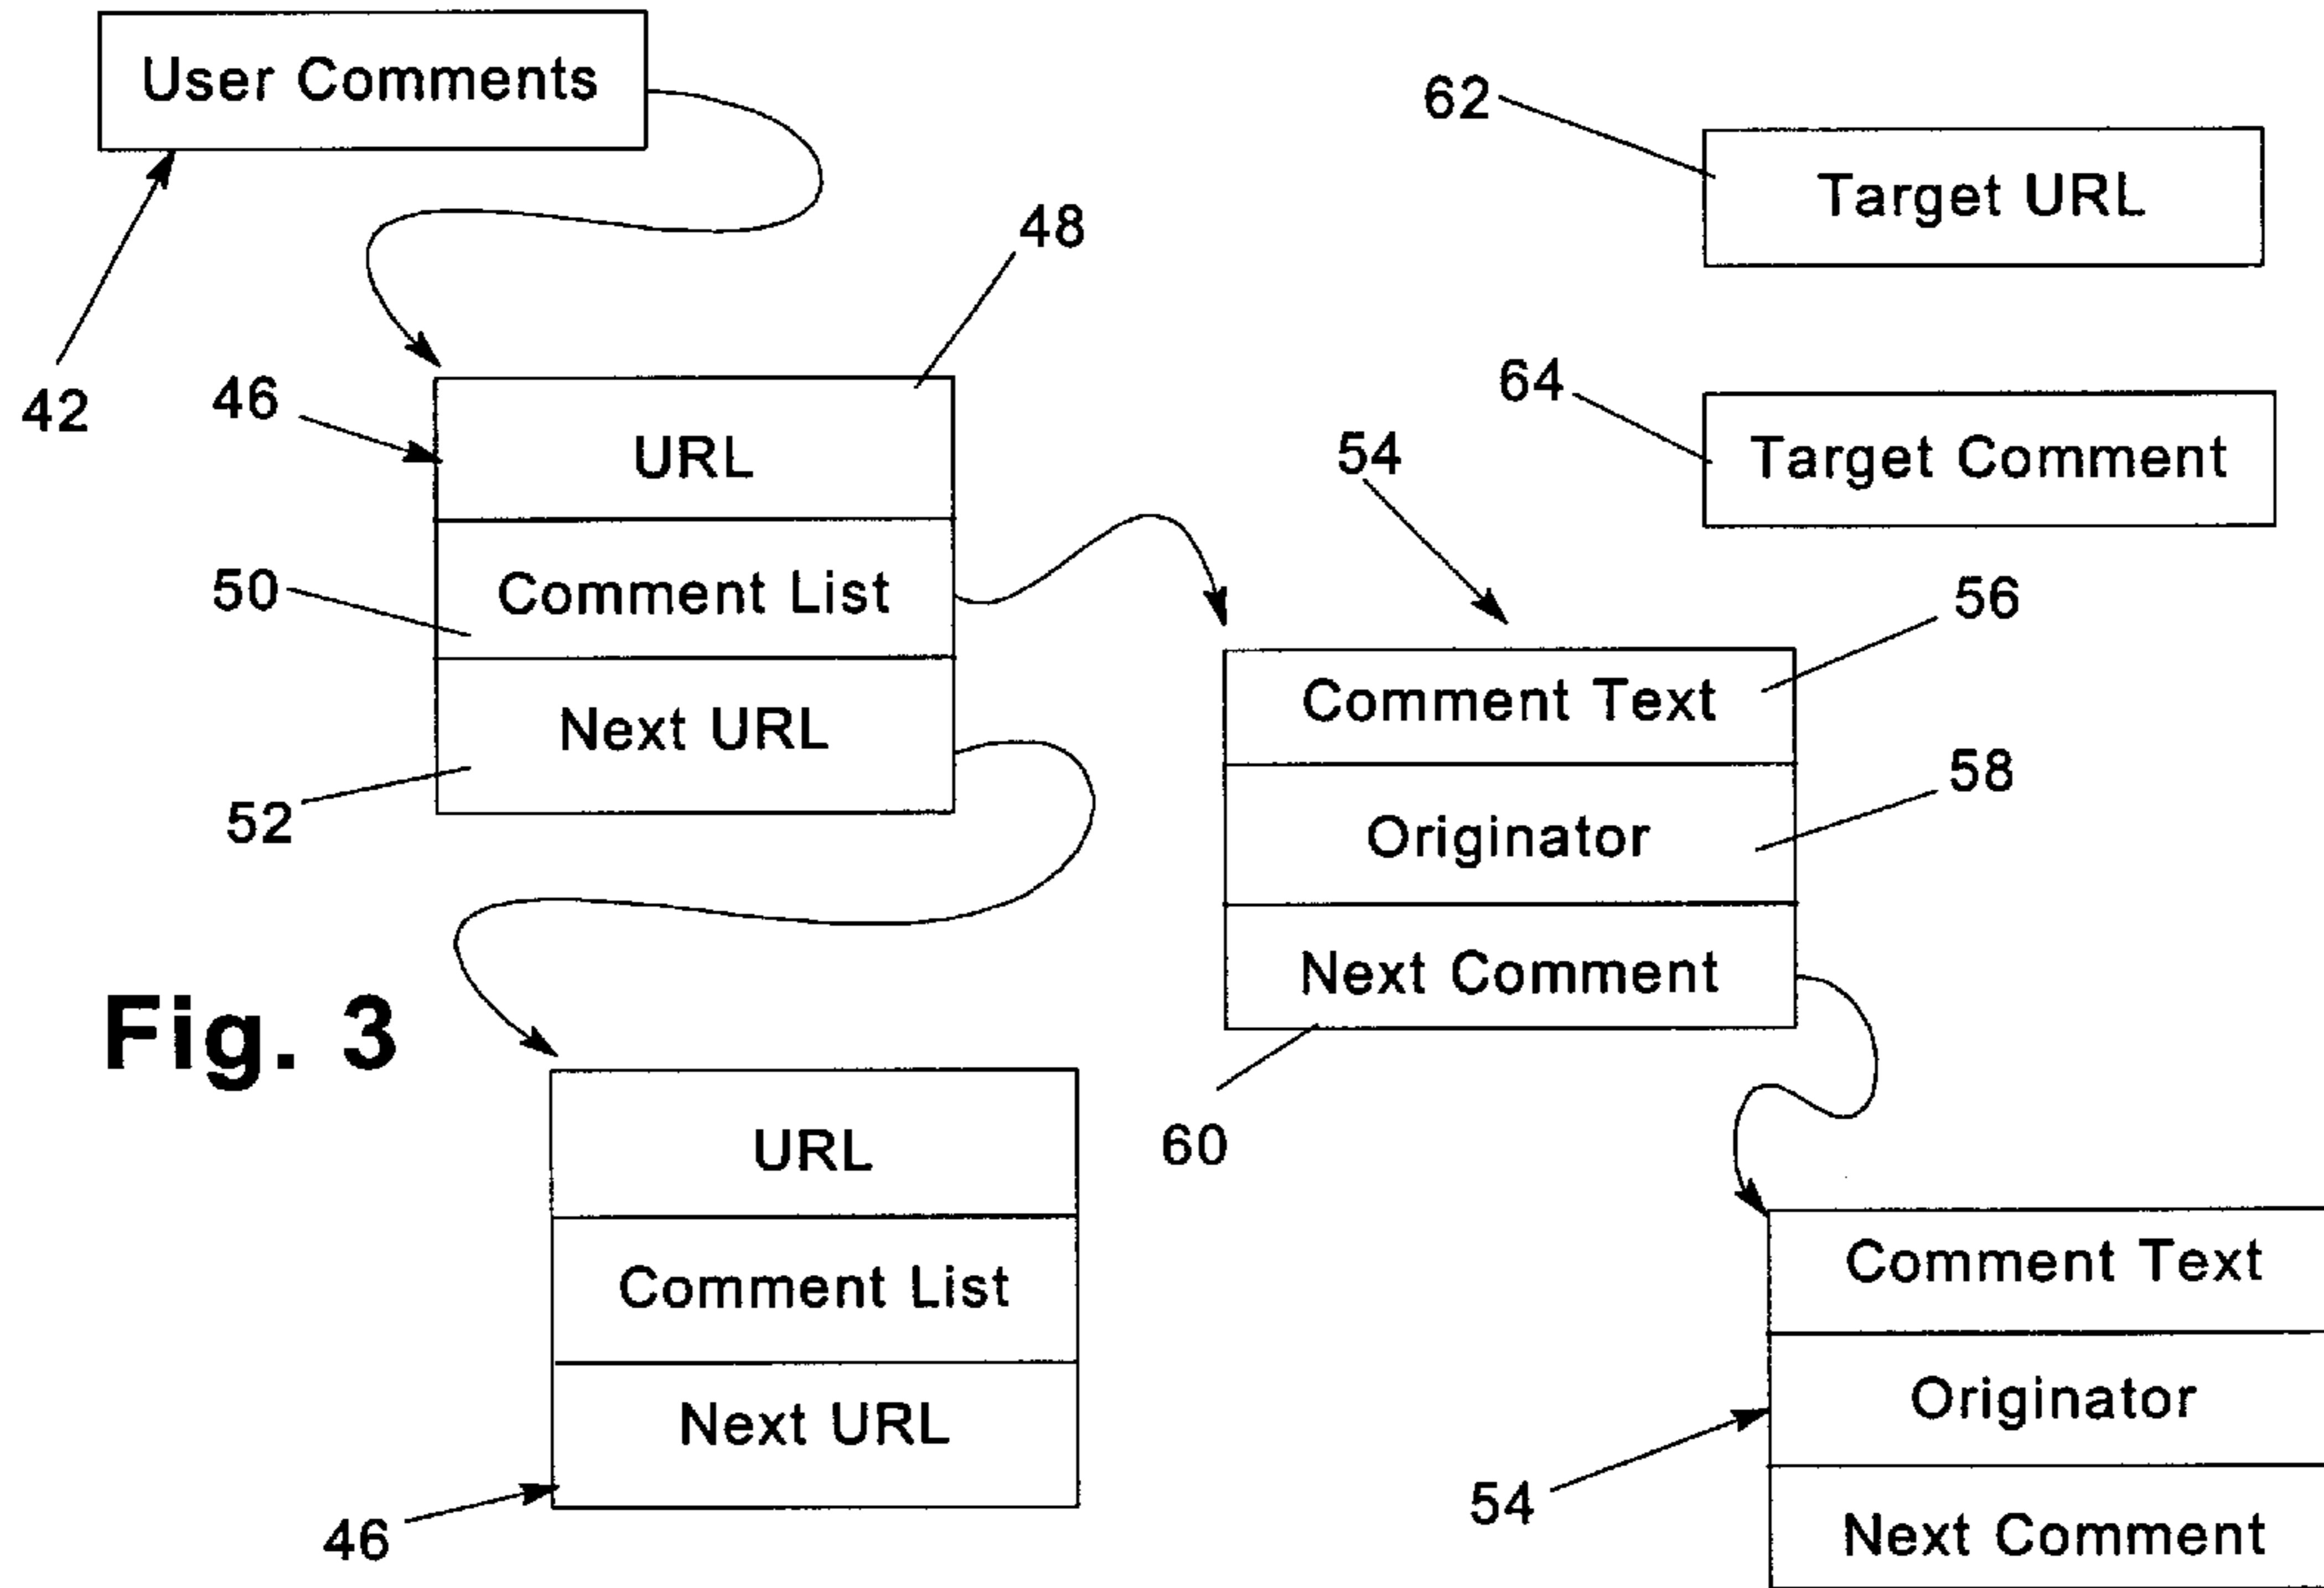 User Comments
62
Target URL
48
42
46
64
URL
Target Comment
54
50
Comment List
56
Comment Text
Next URL
58
52
Originator
Next Comment
Fig. 3
60
URL
Comment Text
Comment List
Originator
Next URL
54
46
Next Comment